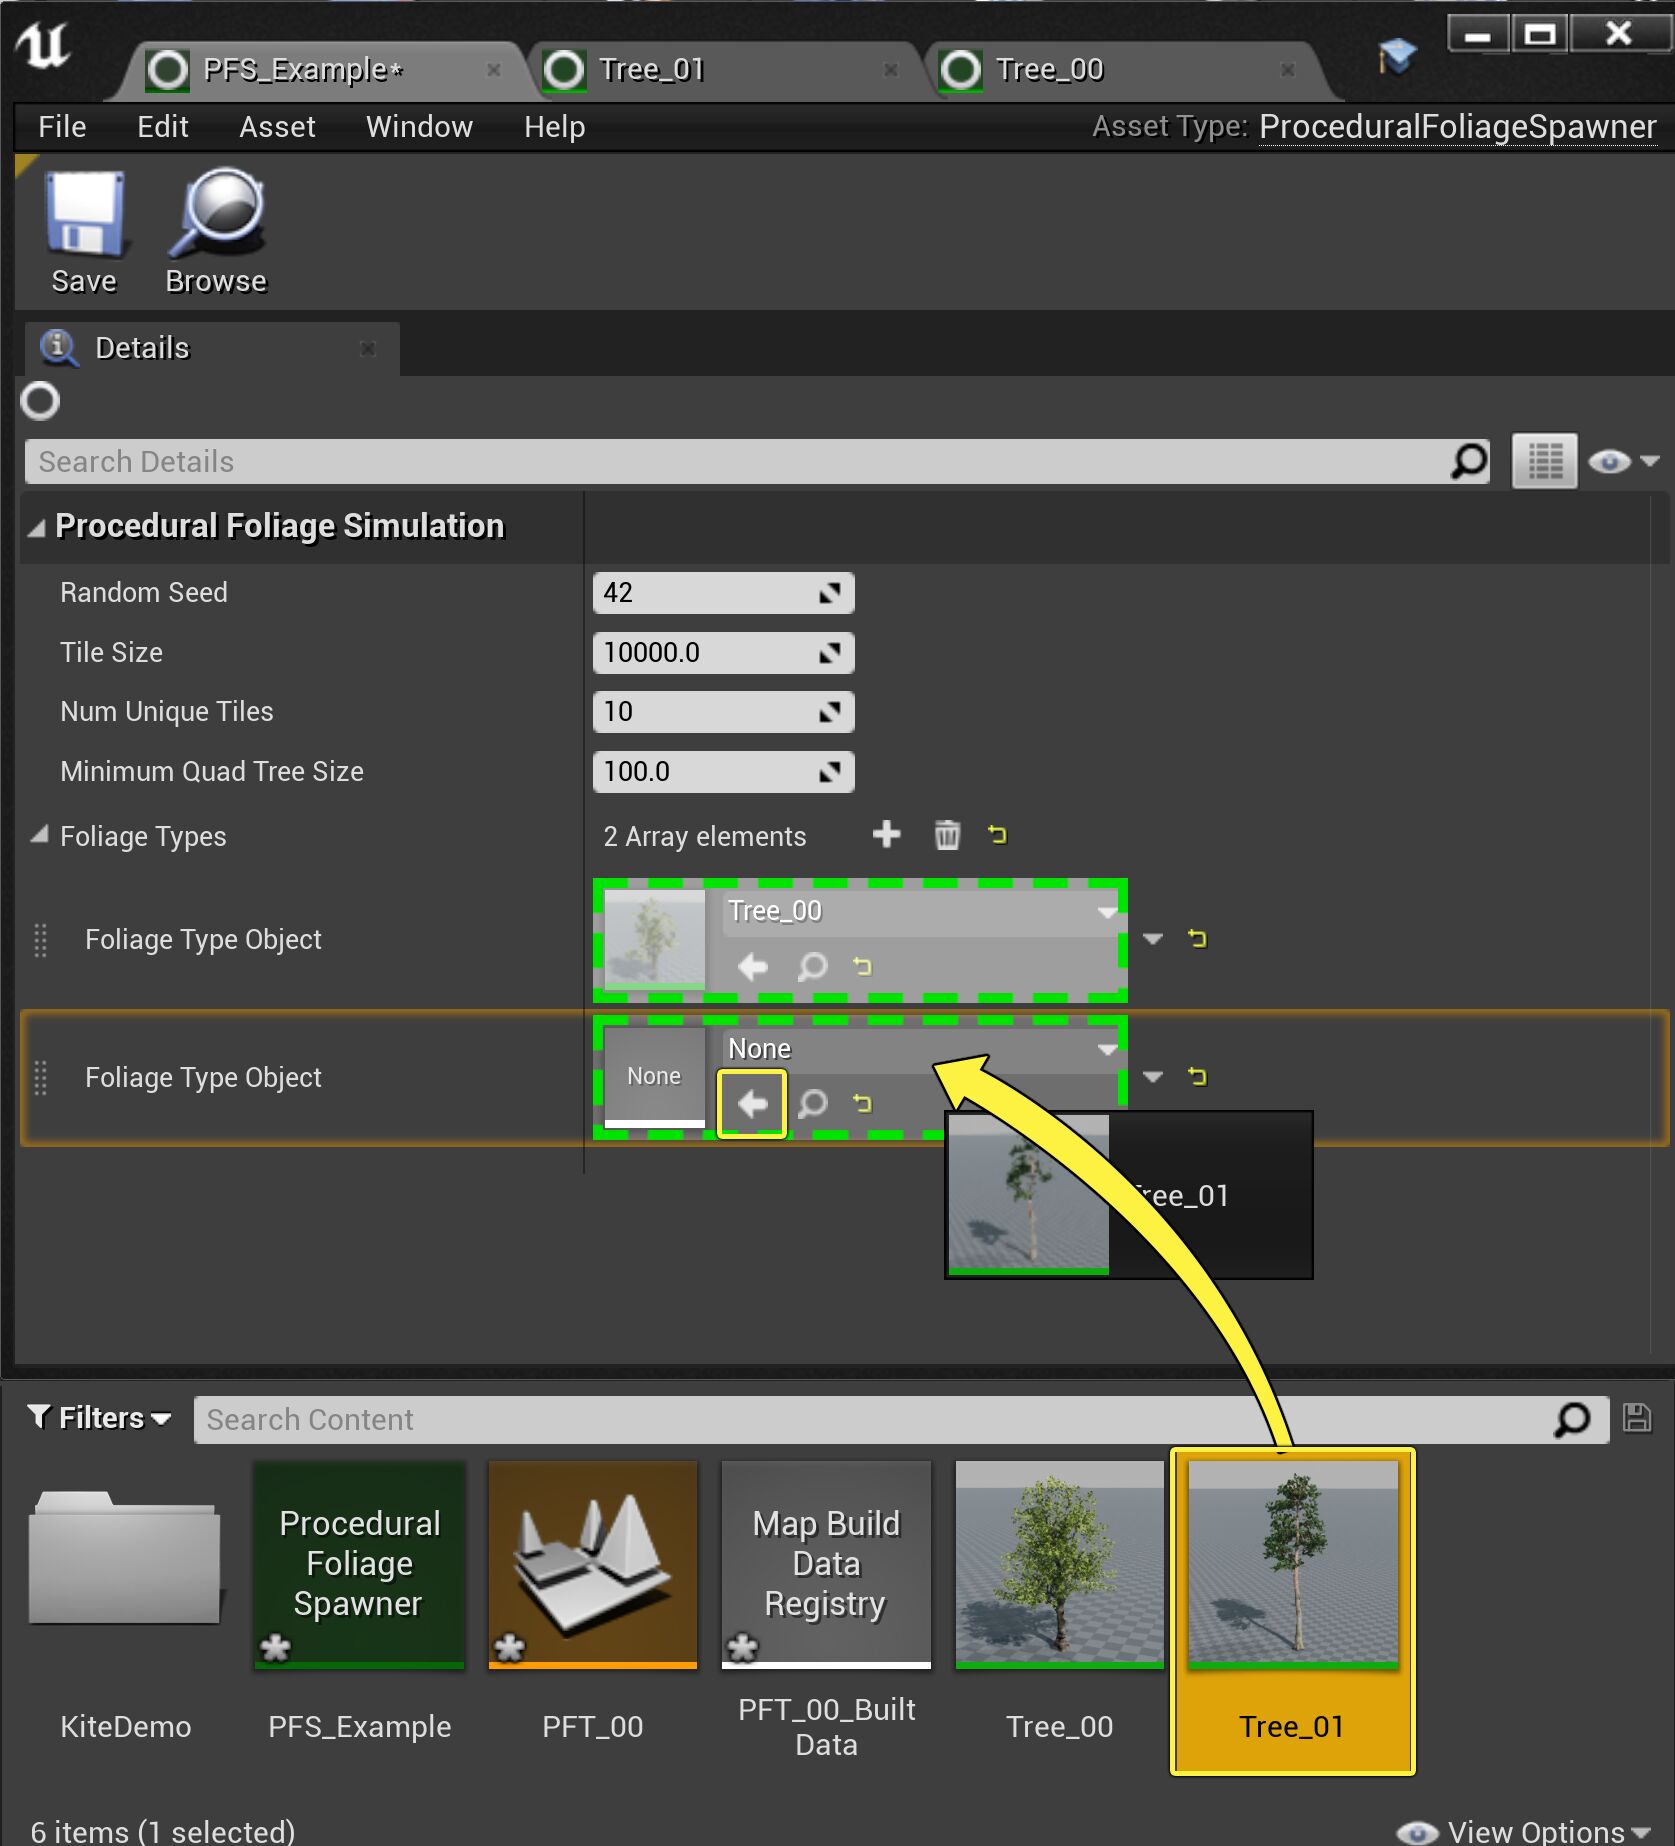 PFS_Example*
Tree_01
Tree_00
File Edit Asset Window Help
Asset Type: ProceduralFoliageSpawner
Save
Browse
Details
Search Details
Procedural Foliage Simulation
Random Seed
42
Tile Size
10000.0
Num Unique Tiles
10
Minimum Quad Tree Size
100.0
Foliage Types
2 Array elements
Foliage Type Object
Tree_00
Foliage Type Object
None
None
ree_01
Filters
Search Content
Procedural
Foliage
Spawner
Map Build
Data
Registry
KiteDemo
PFS_Example
PFT_00
PFT_00_Built
Data
Tree_00
Tree_01
6 items (1 selected)
View Options